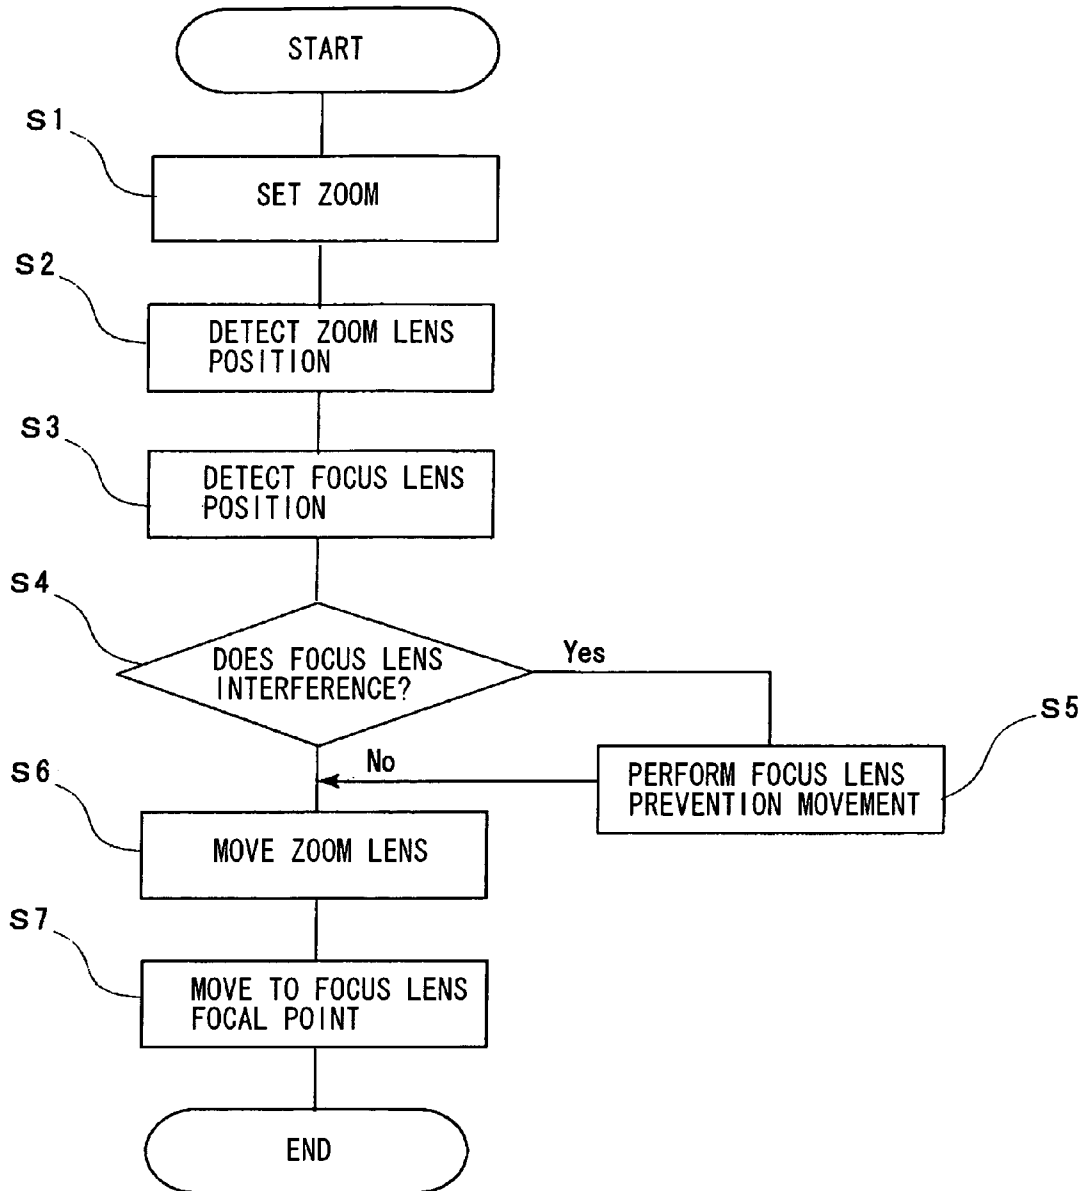 START
S1
SET ZOOM
S2
DETECT ZOOM LENS
POSITION
S3
DETECT FOCUS LENS
POSITION
S4
DOES FOCUS LENS
INTERFERENCE?
Yes
S5
PERFORM FOCUS LENS
PREVENTION MOVEMENT
No
S6
MOVE ZOOM LENS
S7
MOVE TO FOCUS LENS
FOCAL POINT
END